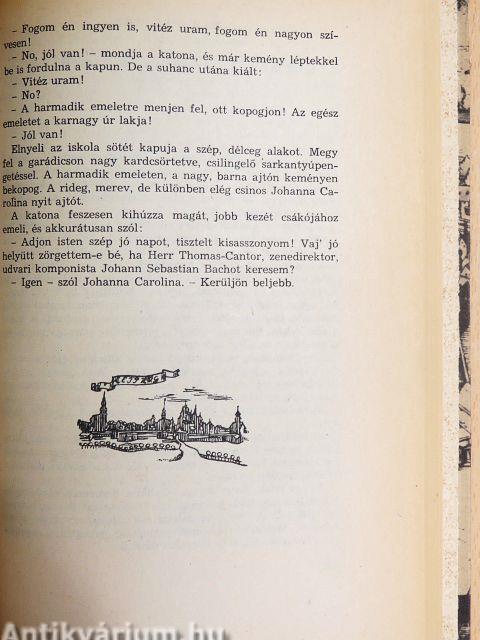 – Fogom én ingyen is, vitéz uram, fogom én nagyon szí-
vesen!
– No, jól van! – mondja a katona, és már kemény léptekkel
be is fordulna a kapun. De a suhanc utána kiált:
– Vitéz uram!
– No?
– A harmadik emeletre menjen fel, ott kopogjon! Az egész
emeletet a karnagy úr lakja!
– Jól van!
Elnyeli az iskola sötét kapuja a szép, délceg alakot. Megy
fel a garádicson nagy kardcsörtetve, csilingelő sarkantyúpen-
getéssel. A harmadik emeleten, a nagy, barna ajtón keményen
bekopog. A rideg, merev, de különben elég csinos Johanna Ca-
rolina nyit ajtót.
A katona feszesen kihúzza magát, jobb kezét csákójához
emeli, és akkurátusan szól:
– Adjon isten szép jó napot, tisztelt kisasszonyom! Vaj' jó
helyütt zörgettem-e bé, ha Herr Thomas-Cantor, zenedirektor,
udvari komponista Johann Sebastian Bachot keresem?
– Igen – szól Johanna Carolina. – Kerüljön beljebb.
Antikvárium.hu